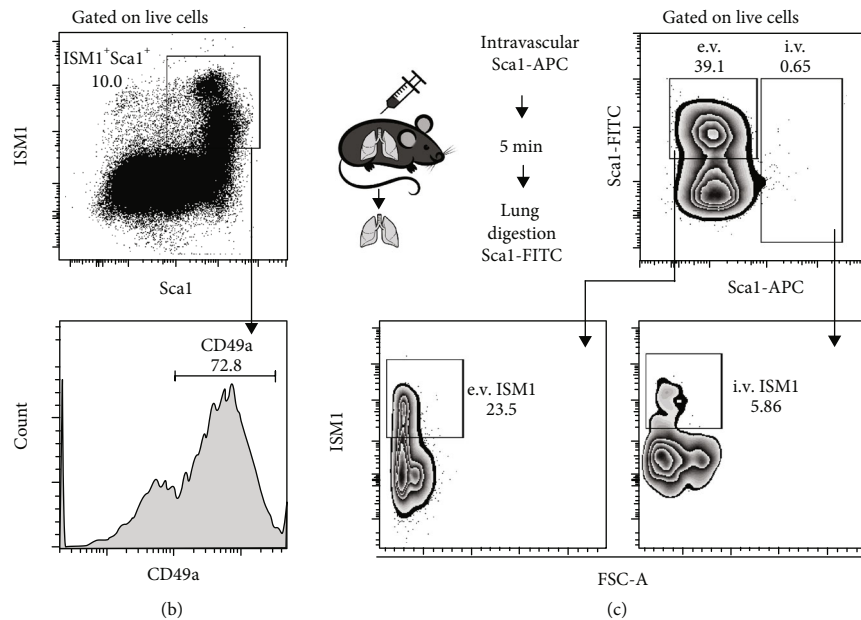 Gated on live cells
ISM1⁺Sca1⁺
10.0
ISM1
Sca1
CD49a
72.8
Count
CD49a
(b)
Intravascular
Sca1-APC
5 min
Lung
digestion
Sca1-FITC
Gated on live cells
e.v.
39.1
i.v.
0.65
Sca1-FITC
Sca1-APC
ISM1
e.v. ISM1
23.5
i.v. ISM1
5.86
FSC-A
(c)